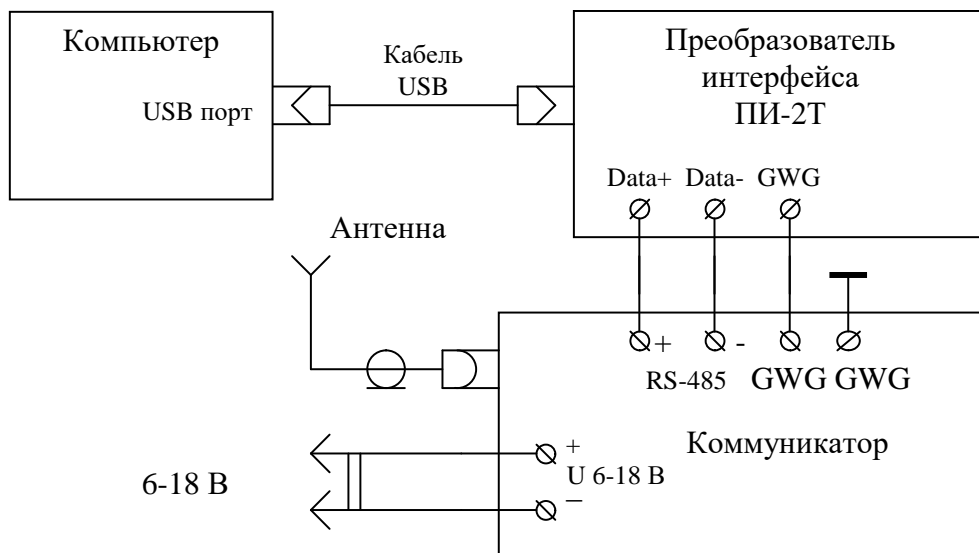 Компьютер
USB порт
Кабель
USB
Преобразователь
интерфейса
ПИ-2Т
Data+ Data- GWG
Антенна
+ -
RS-485 GWG GWG
Коммуникатор
6-18 В
+
U 6-18 В
–